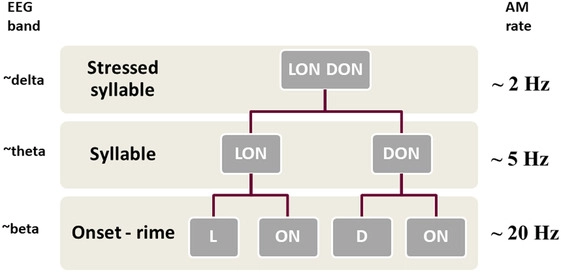 EEG
band
AM
rate
~delta
Stressed
syllable
LON DON
~ 2 Hz
~theta
Syllable
LON
DON
~ 5 Hz
~beta
Onset - rime
L
ON
D
ON
~ 20 Hz